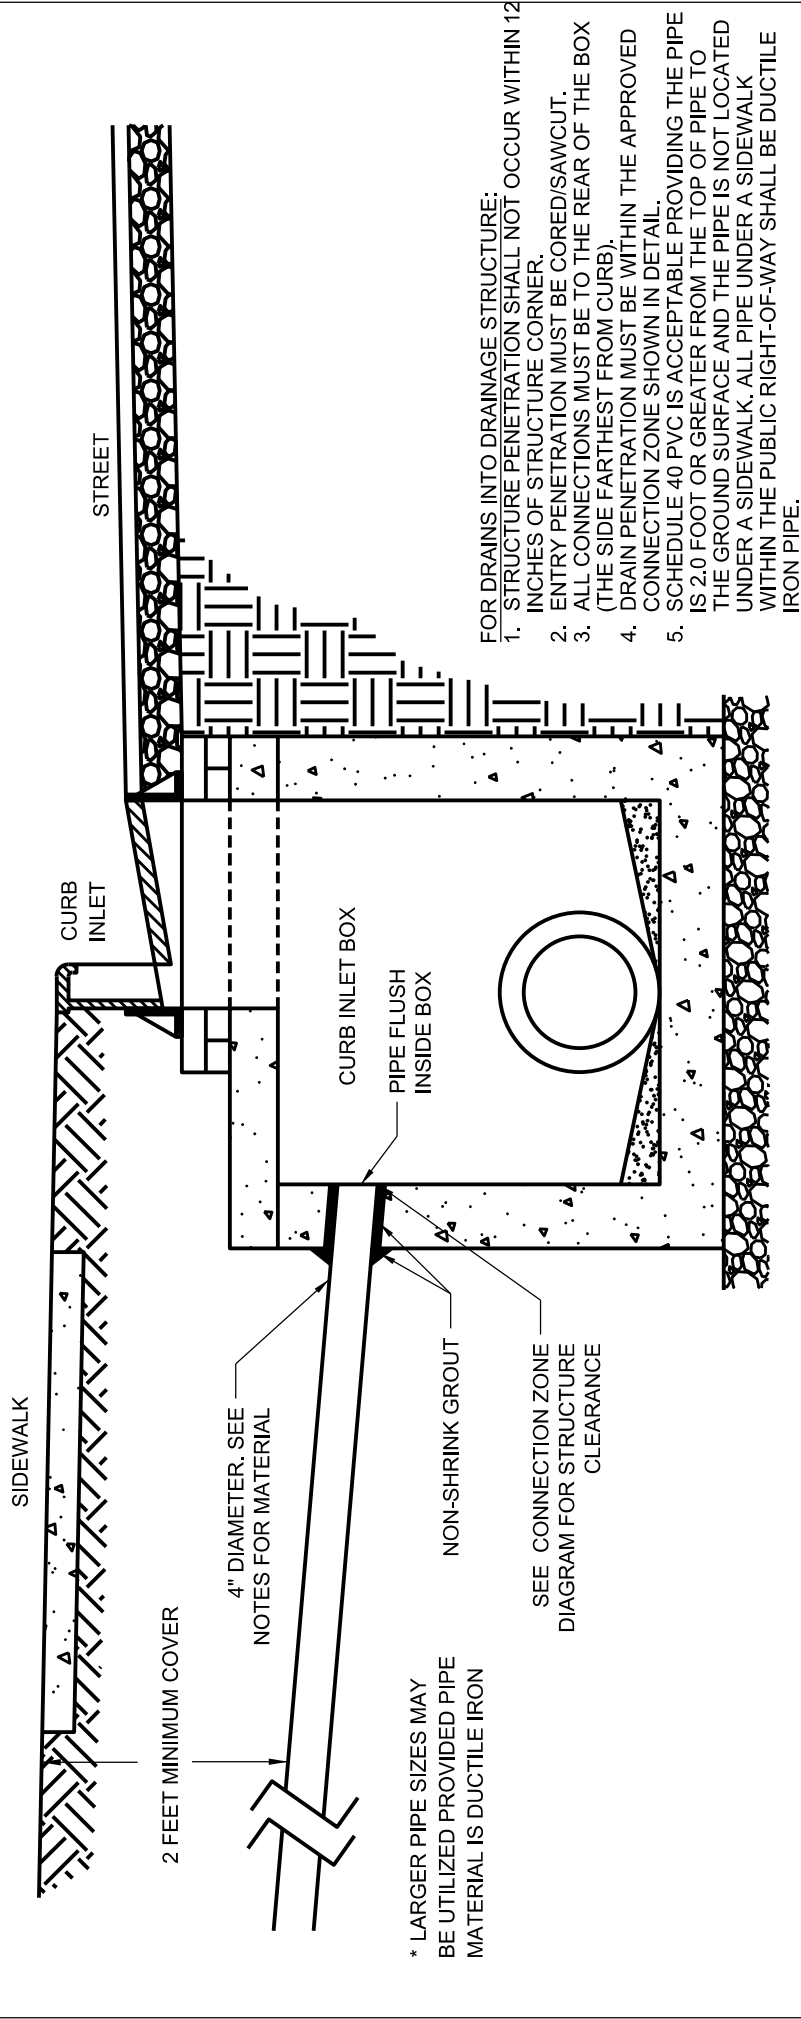 SIDEWALK
CURB
INLET
STREET
2 FEET MINIMUM COVER
4" DIAMETER. SEE
NOTES FOR MATERIAL
CURB INLET BOX
PIPE FLUSH
INSIDE BOX
NON-SHRINK GROUT
SEE CONNECTION ZONE
DIAGRAM FOR STRUCTURE
CLEARANCE
* LARGER PIPE SIZES MAY
BE UTILIZED PROVIDED PIPE
MATERIAL IS DUCTILE IRON
FOR DRAINS INTO DRAINAGE STRUCTURE:
1. STRUCTURE PENETRATION SHALL NOT OCCUR WITHIN 12
INCHES OF STRUCTURE CORNER.
2. ENTRY PENETRATION MUST BE CORED/SAWCUT.
3. ALL CONNECTIONS MUST BE TO THE REAR OF THE BOX
(THE SIDE FARTHEST FROM CURB).
4. DRAIN PENETRATION MUST BE WITHIN THE APPROVED
CONNECTION ZONE SHOWN IN DETAIL.
5. SCHEDULE 40 PVC IS ACCEPTABLE PROVIDING THE PIPE
IS 2.0 FOOT OR GREATER FROM THE TOP OF PIPE TO
THE GROUND SURFACE AND THE PIPE IS NOT LOCATED
UNDER A SIDEWALK. ALL PIPE UNDER A SIDEWALK
WITHIN THE PUBLIC RIGHT-OF-WAY SHALL BE DUCTILE
IRON PIPE.